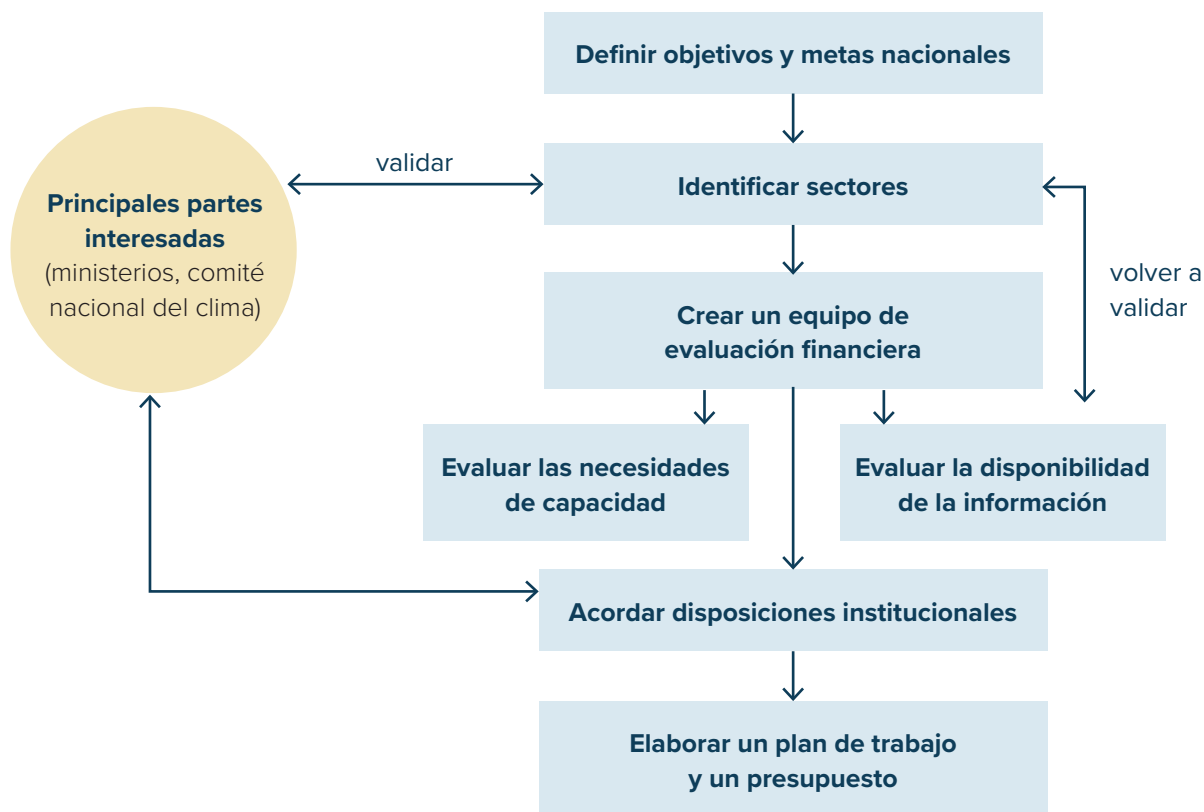 Definir objetivos y metas nacionales
validar
Identificar sectores
Principales partes
interesadas
(ministerios, comité
nacional del clima)
volver a
validar
Crear un equipo de
evaluación financiera
Evaluar las necesidades
de capacidad
Evaluar la disponibilidad
de la información
Acordar disposiciones institucionales
Elaborar un plan de trabajo
y un presupuesto